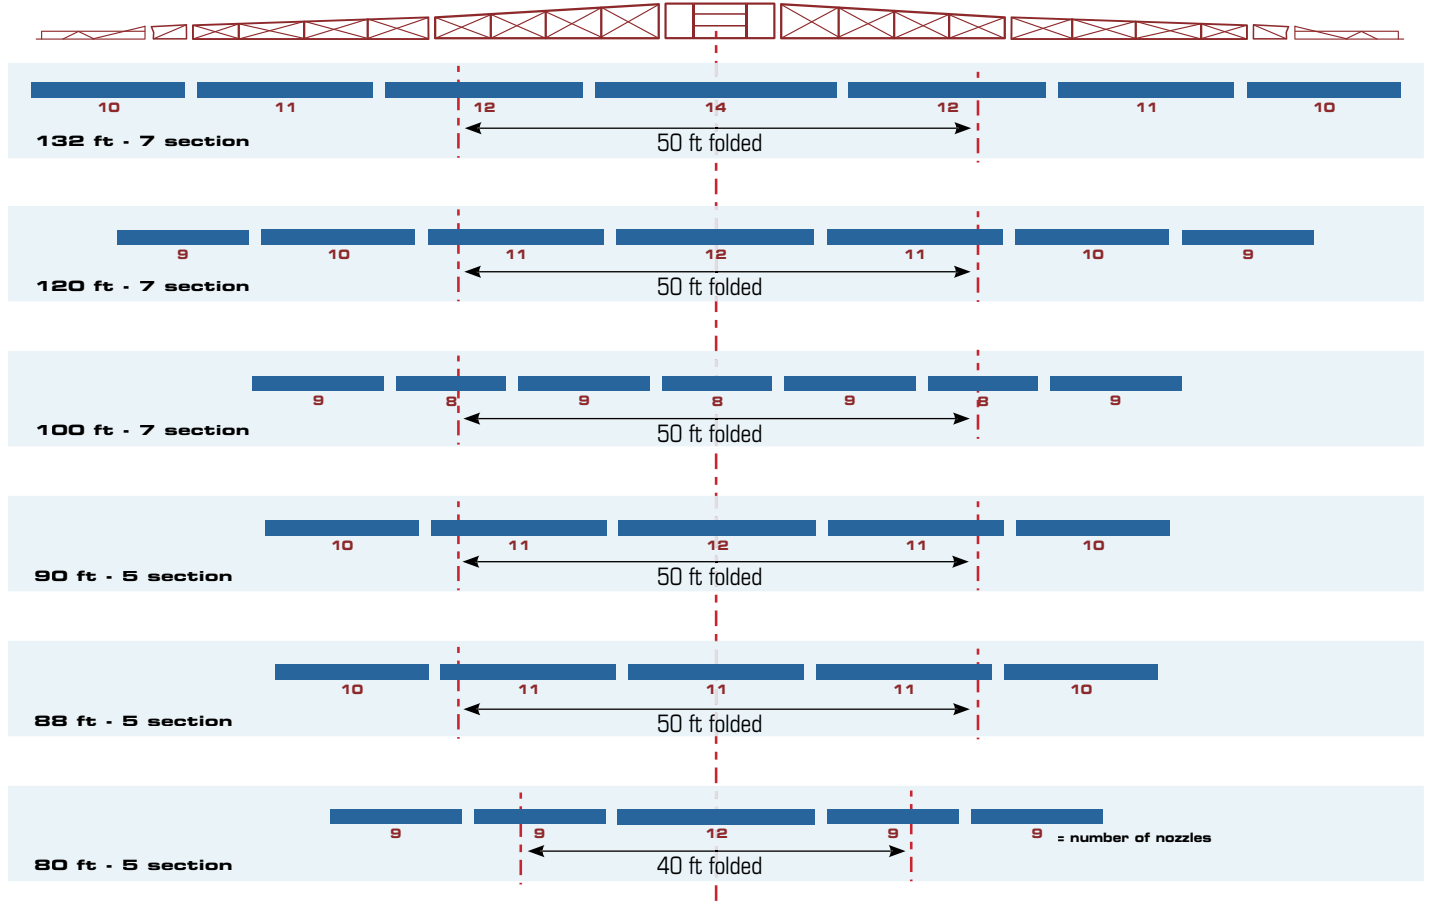 10 11 12 14 12 11 10
132 ft - 7 section
50 ft folded
9 10 11 12 11 10 9
120 ft - 7 section
50 ft folded
9 8 9 8 9 8 9
100 ft - 7 section
50 ft folded
10 11 12 11 10
90 ft - 5 section
50 ft folded
10 11 11 11 10
88 ft - 5 section
50 ft folded
9 9 12 9 9 = number of nozzles
80 ft - 5 section
40 ft folded